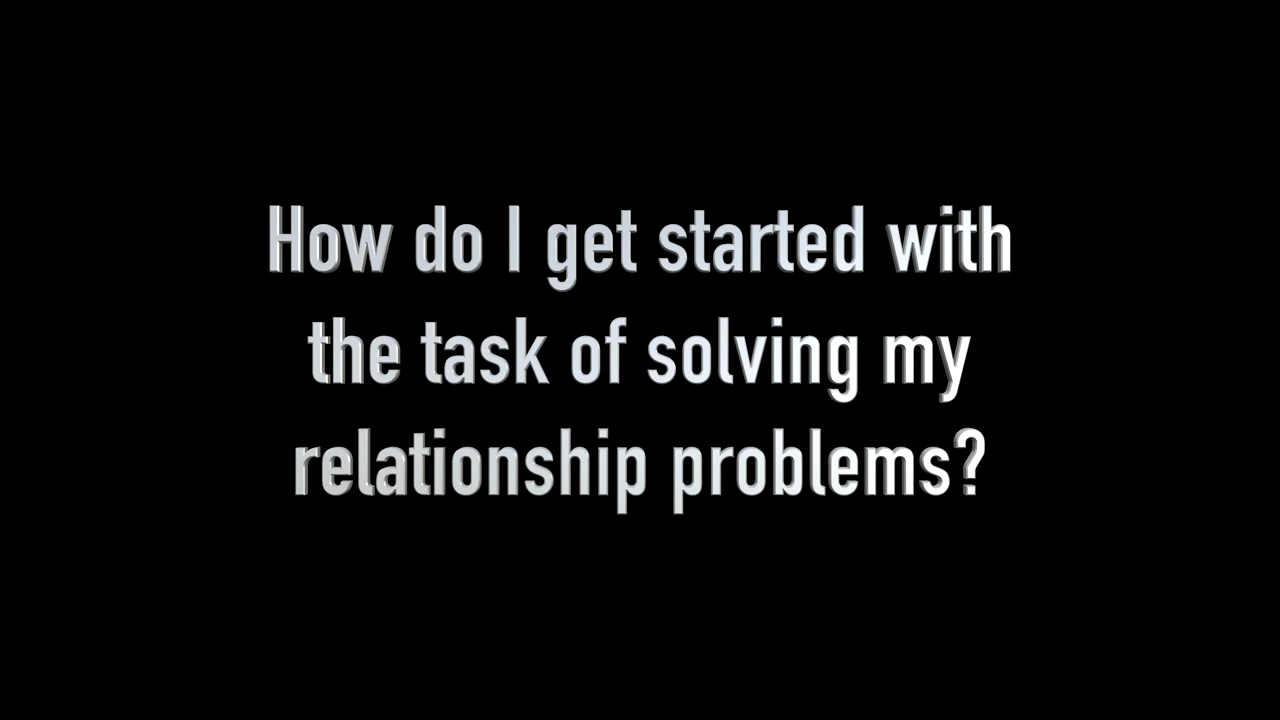 How do I get started with
the task of solving my
relationship problems?